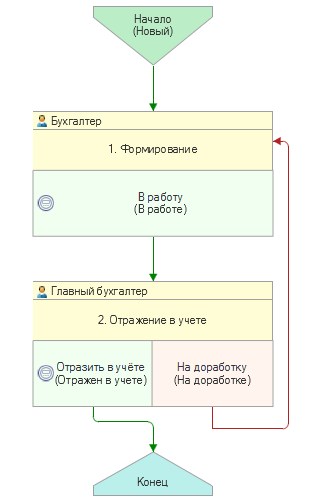 Начало
(Новый)
Бухгалтер
1. Формирование
В работу
(В работе)
Главный бухгалтер
2. Отражение в учете
Отразить в учёте
(Отражен в учете)
На доработку
(На доработке)
Конец